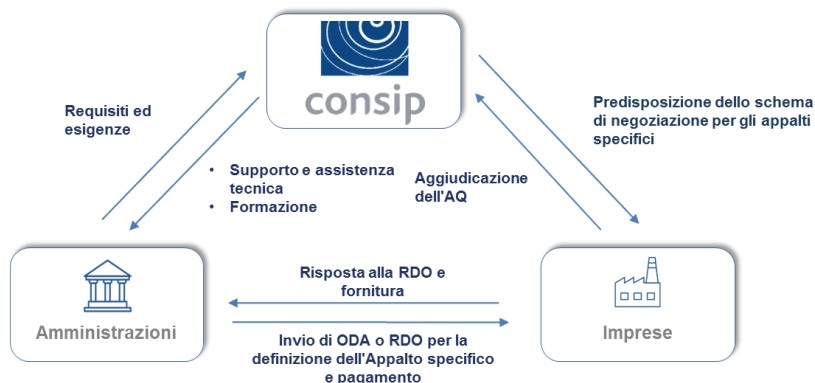 consip
Requisiti ed
esigenze
Predisposizione dello schema
di negoziazione per gli appalti
specifici
• Supporto e assistenza
tecnica
• Formazione
Aggiudicazione
dell'AQ
Amministrazioni
Risposta alla RDO e
fornitura
Invio di ODA o RDO per la
definizione dell'Appalto specifico
e pagamento
Imprese